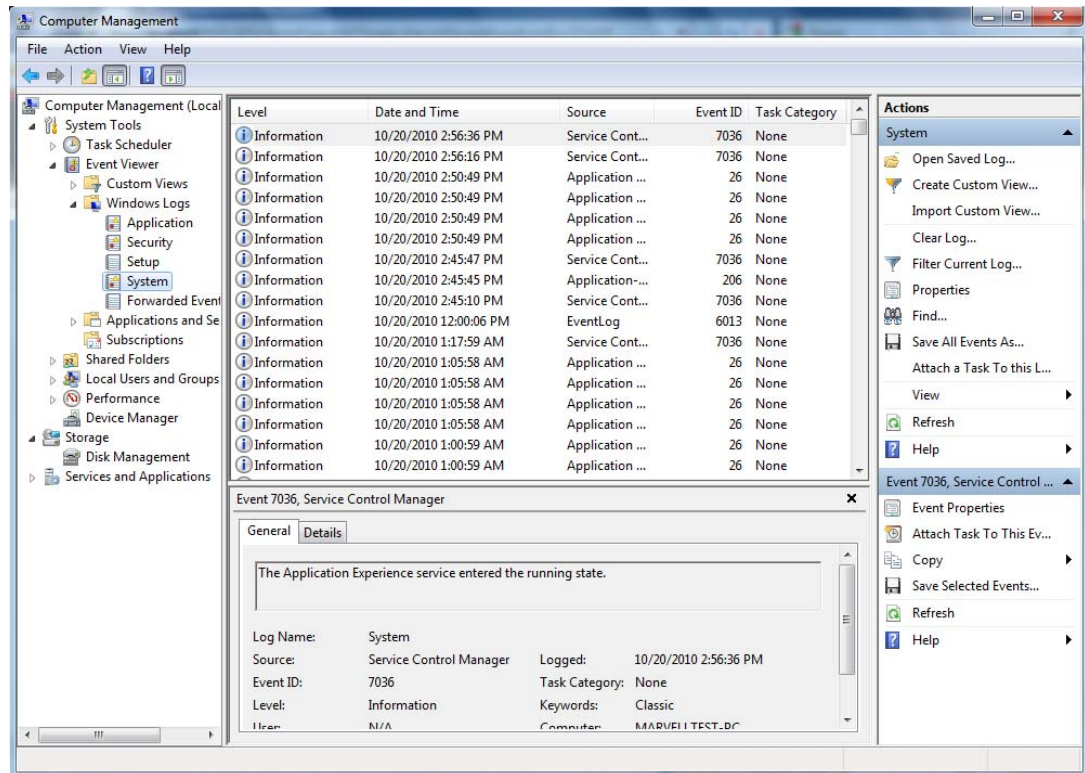 Computer Management
File Action View Help
Computer Management (Local
System Tools
Task Scheduler
Event Viewer
Custom Views
Windows Logs
Application
Security
Setup
System
Forwarded Event
Applications and Se
Subscriptions
Shared Folders
Local Users and Groups
Performance
Device Manager
Storage
Disk Management
Services and Applications
Level Date and Time Source Event ID Task Category
Information 10/20/2010 2:56:36 PM Service Cont... 7036 None
Information 10/20/2010 2:56:16 PM Service Cont... 7036 None
Information 10/20/2010 2:50:49 PM Application ... 26 None
Information 10/20/2010 2:50:49 PM Application ... 26 None
Information 10/20/2010 2:50:49 PM Application ... 26 None
Information 10/20/2010 2:50:49 PM Application ... 26 None
Information 10/20/2010 2:45:47 PM Service Cont... 7036 None
Information 10/20/2010 2:45:45 PM Application-... 206 None
Information 10/20/2010 2:45:10 PM Service Cont... 7036 None
Information 10/20/2010 12:00:06 PM EventLog 6013 None
Information 10/20/2010 1:17:59 AM Service Cont... 7036 None
Information 10/20/2010 1:05:58 AM Application ... 26 None
Information 10/20/2010 1:05:58 AM Application ... 26 None
Information 10/20/2010 1:05:58 AM Application ... 26 None
Information 10/20/2010 1:05:58 AM Application ... 26 None
Information 10/20/2010 1:00:59 AM Application ... 26 None
Information 10/20/2010 1:00:59 AM Application ... 26 None
Event 7036, Service Control Manager
General Details
The Application Experience service entered the running state.
Log Name: System
Source: Service Control Manager Logged: 10/20/2010 2:56:36 PM
Event ID: 7036 Task Category: None
Level: Information Keywords: Classic
User: N/A Computer: MARVELLTEST-PC
Actions
System
Open Saved Log...
Create Custom View...
Import Custom View...
Clear Log...
Filter Current Log...
Properties
Find...
Save All Events As...
Attach a Task To this L...
View
Refresh
Help
Event 7036, Service Control ...
Event Properties
Attach Task To This Ev...
Copy
Save Selected Events...
Refresh
Help